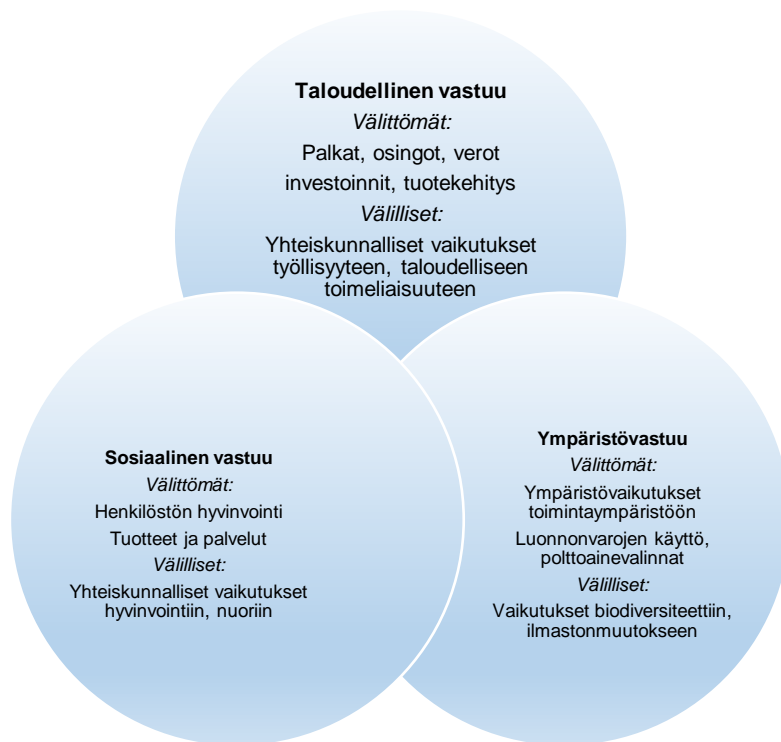 Taloudellinen vastuu
Välittömät:
Palkat, osingot, verot
investoinnit, tuotekehitys
Välilliset:
Yhteiskunnalliset vaikutukset
työllisyyteen, taloudelliseen
toimeliaisuuteen
Sosiaalinen vastuu
Välittömät:
Henkilöstön hyvinvointi
Tuotteet ja palvelut
Välilliset:
Yhteiskunnalliset vaikutukset
hyvinvointiin, nuoriin
Ympäristövastuu
Välittömät:
Ympäristövaikutukset
toimintaympäristöön
Luonnonvarojen käyttö,
polttoainevalinnat
Välilliset:
Vaikutukset biodiversiteettiin,
ilmastonmuutokseen